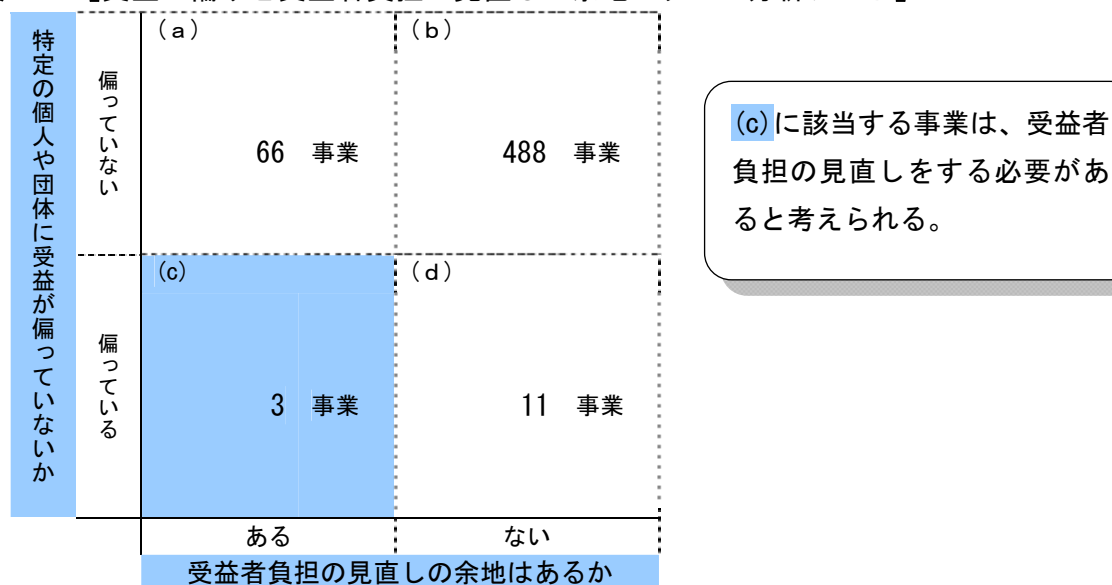 (a)
(b)
特定の個人や団体に受益が偏っていないか
偏っていない
66 事業
488 事業
(c)に該当する事業は、受益者
負担の見直しをする必要があ
ると考えられる。
(c)
(d)
偏っている
3 事業
11 事業
ある
ない
受益者負担の見直しの余地はあるか